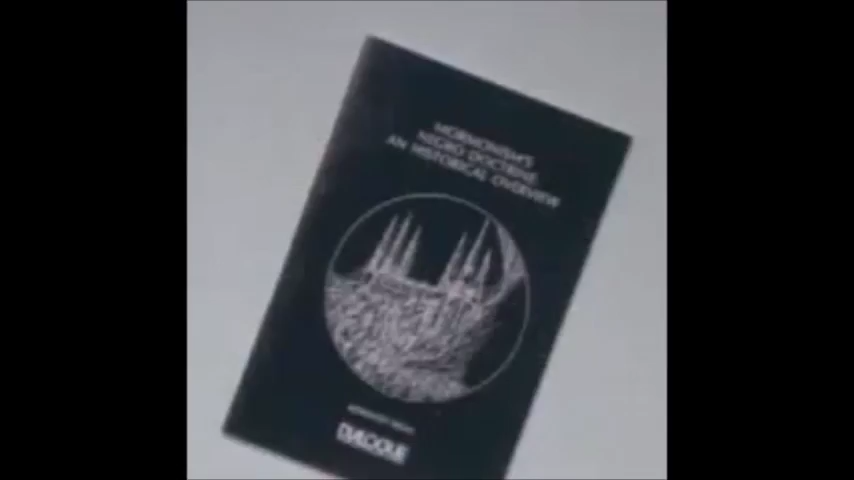 MORMONISM'S
NEGRO DOCTRINE:
AN HISTORICAL OVERVIEW
DIALOGUE